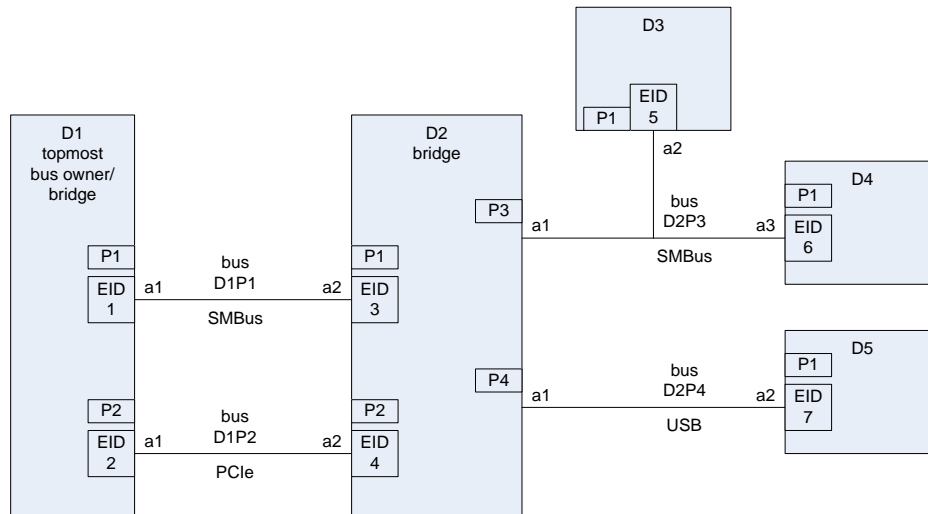 D3
P1
EID
5
a2
D1
topmost
bus owner/
bridge
P1
EID
1
a1
bus
D1P1
SMBus
a2
P2
EID
2
a1
bus
D1P2
PCIe
a2
D2
bridge
P1
EID
3
P2
EID
4
P3
a1
bus
D2P3
SMBus
a3
P4
a1
bus
D2P4
USB
a2
D4
P1
EID
6
D5
P1
EID
7